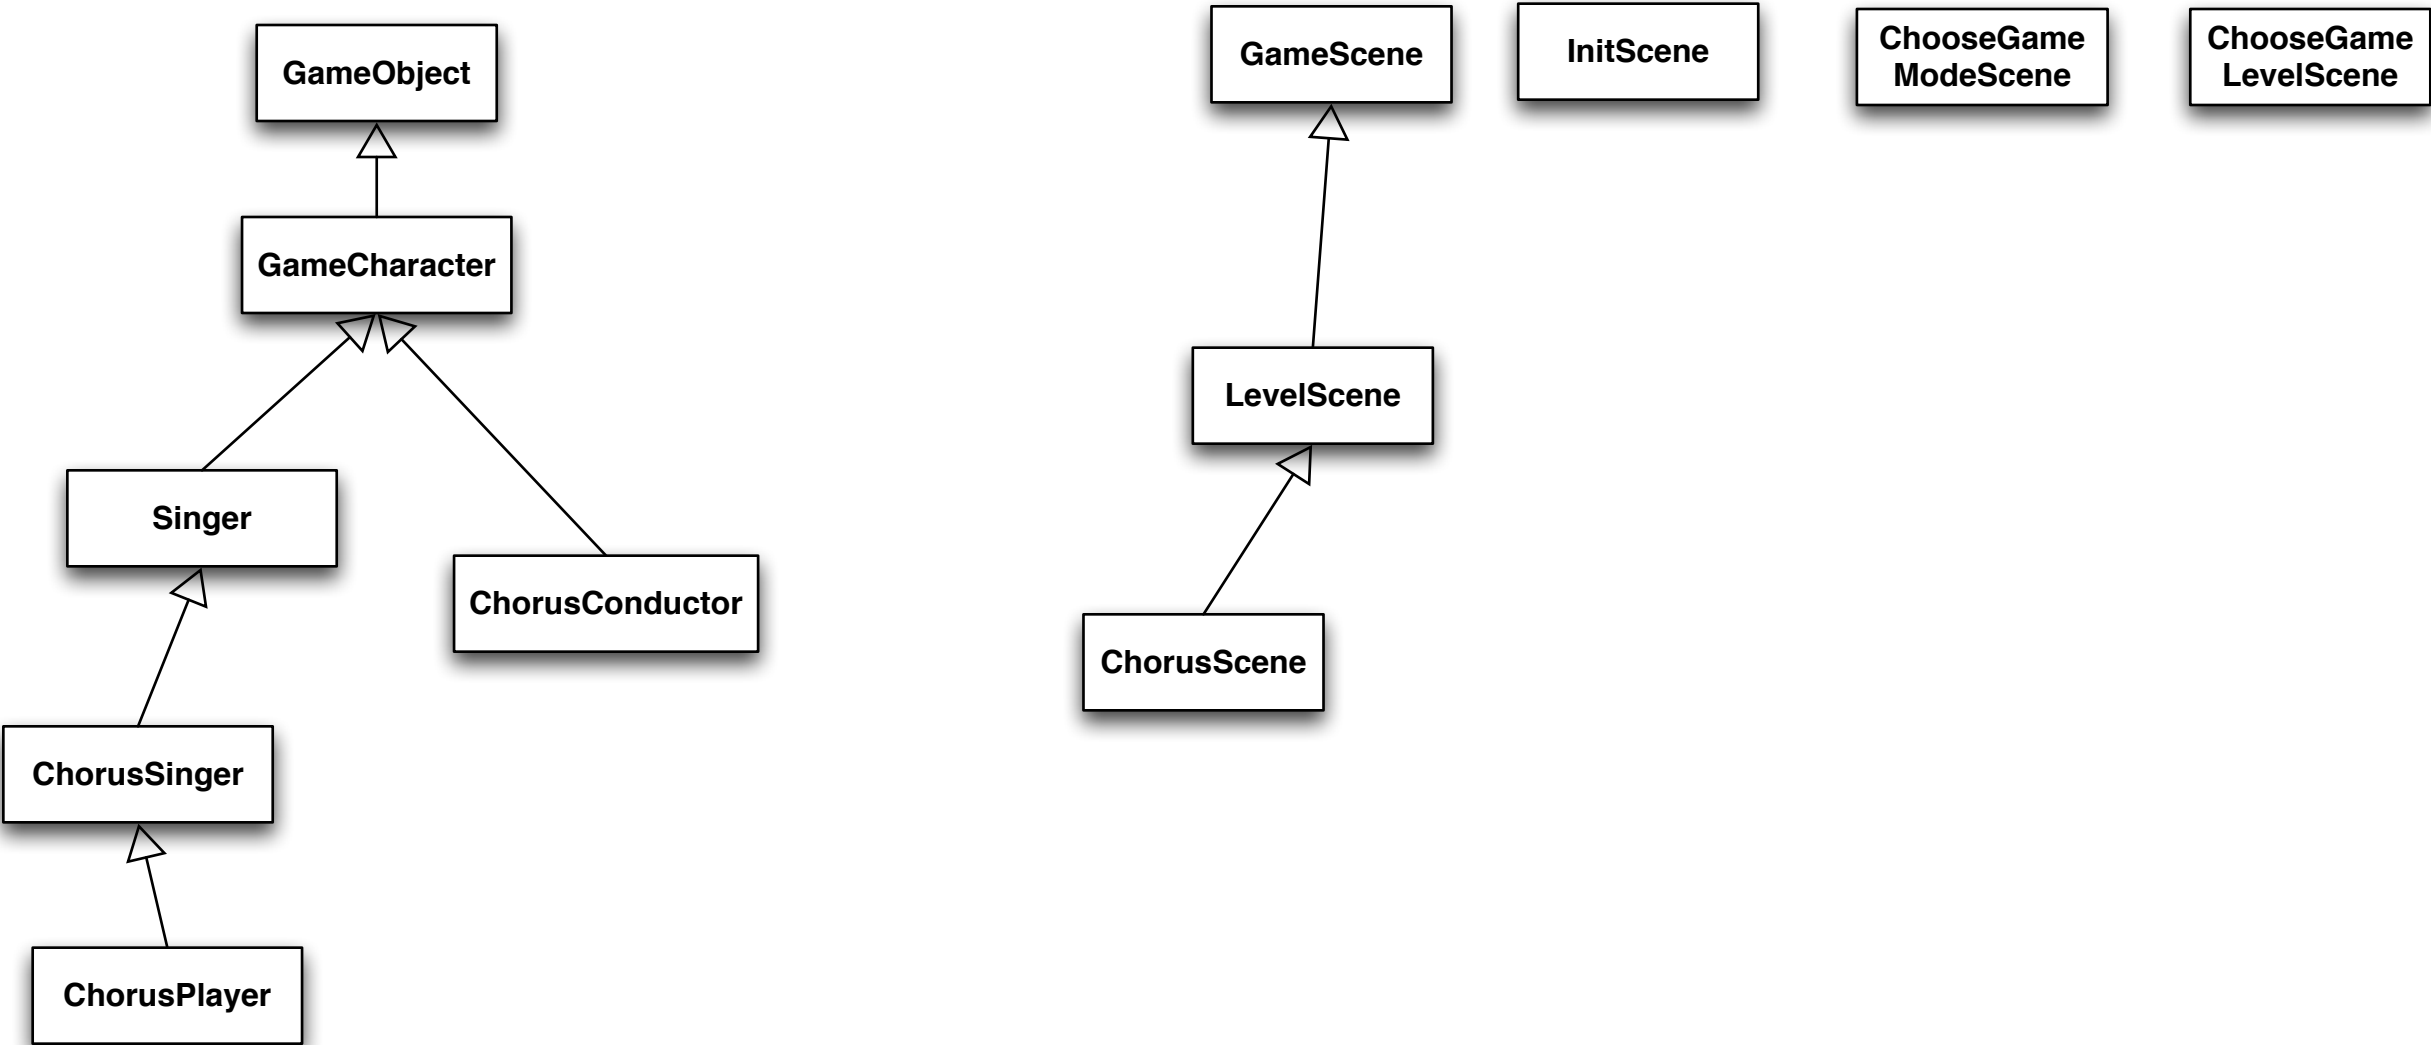 GameObject
GameScene
InitScene
ChooseGame
ModeScene
ChooseGame
LevelScene
GameCharacter
LevelScene
Singer
ChorusConductor
ChorusScene
ChorusSinger
ChorusPlayer